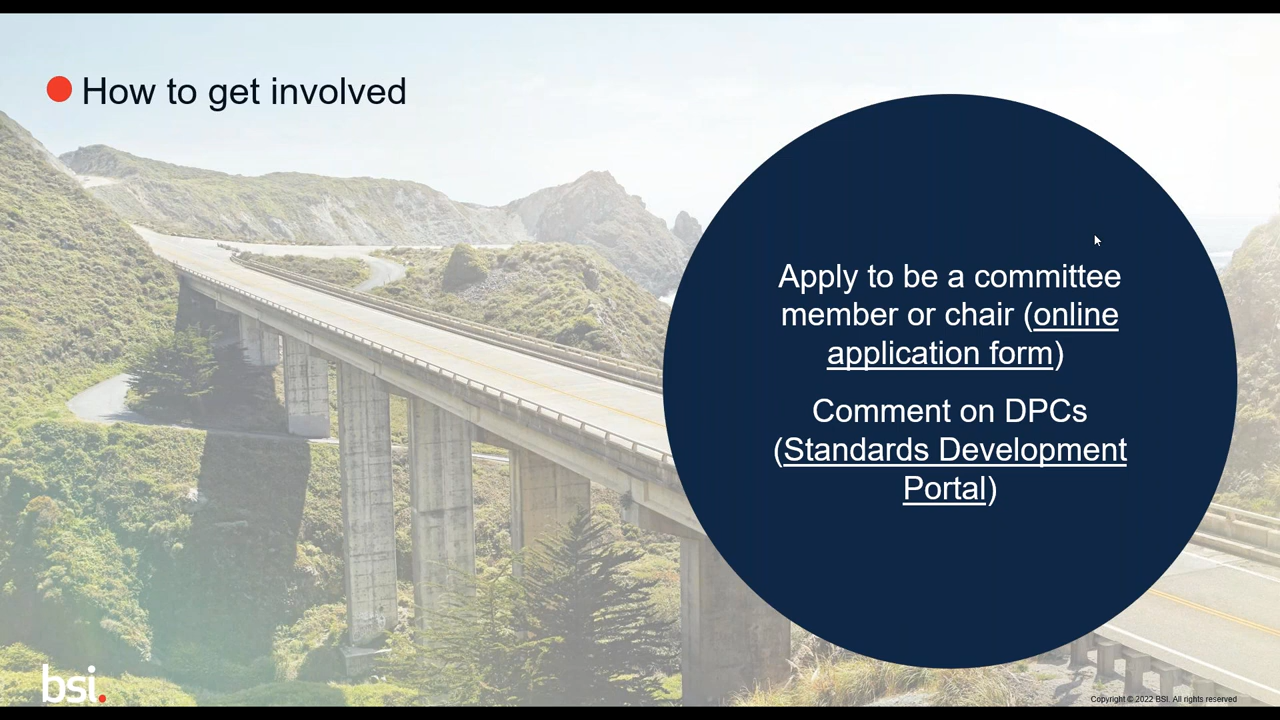 How to get involved
Apply to be a committee
member or chair (online
application form)
Comment on DPCs
(Standards Development
Portal)
bsi.
Copyright © 2022 BSI. All rights reserved